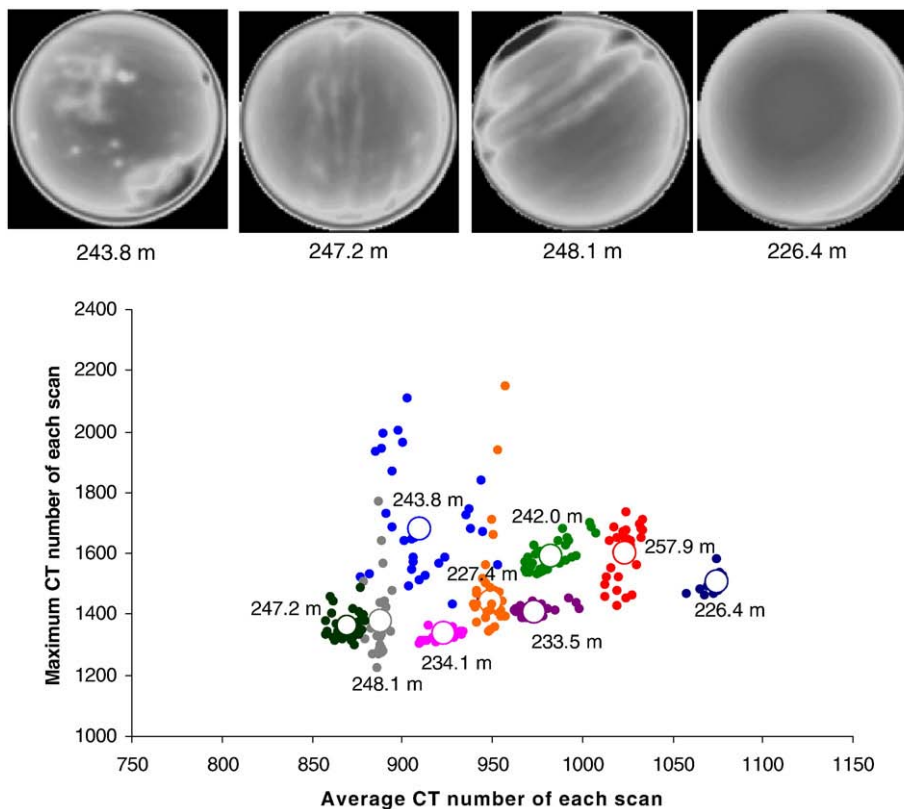 243.8 m 247.2 m 248.1 m 226.4 m
Maximum CT number of each scan
2400
2200
2000
1800
1600
1400
1200
1000
243.8 m
242.0 m
257.9 m
227.4 m
226.4 m
247.2 m
233.5 m
234.1 m
248.1 m
750 800 850 900 950 1000 1050 1100 1150
Average CT number of each scan